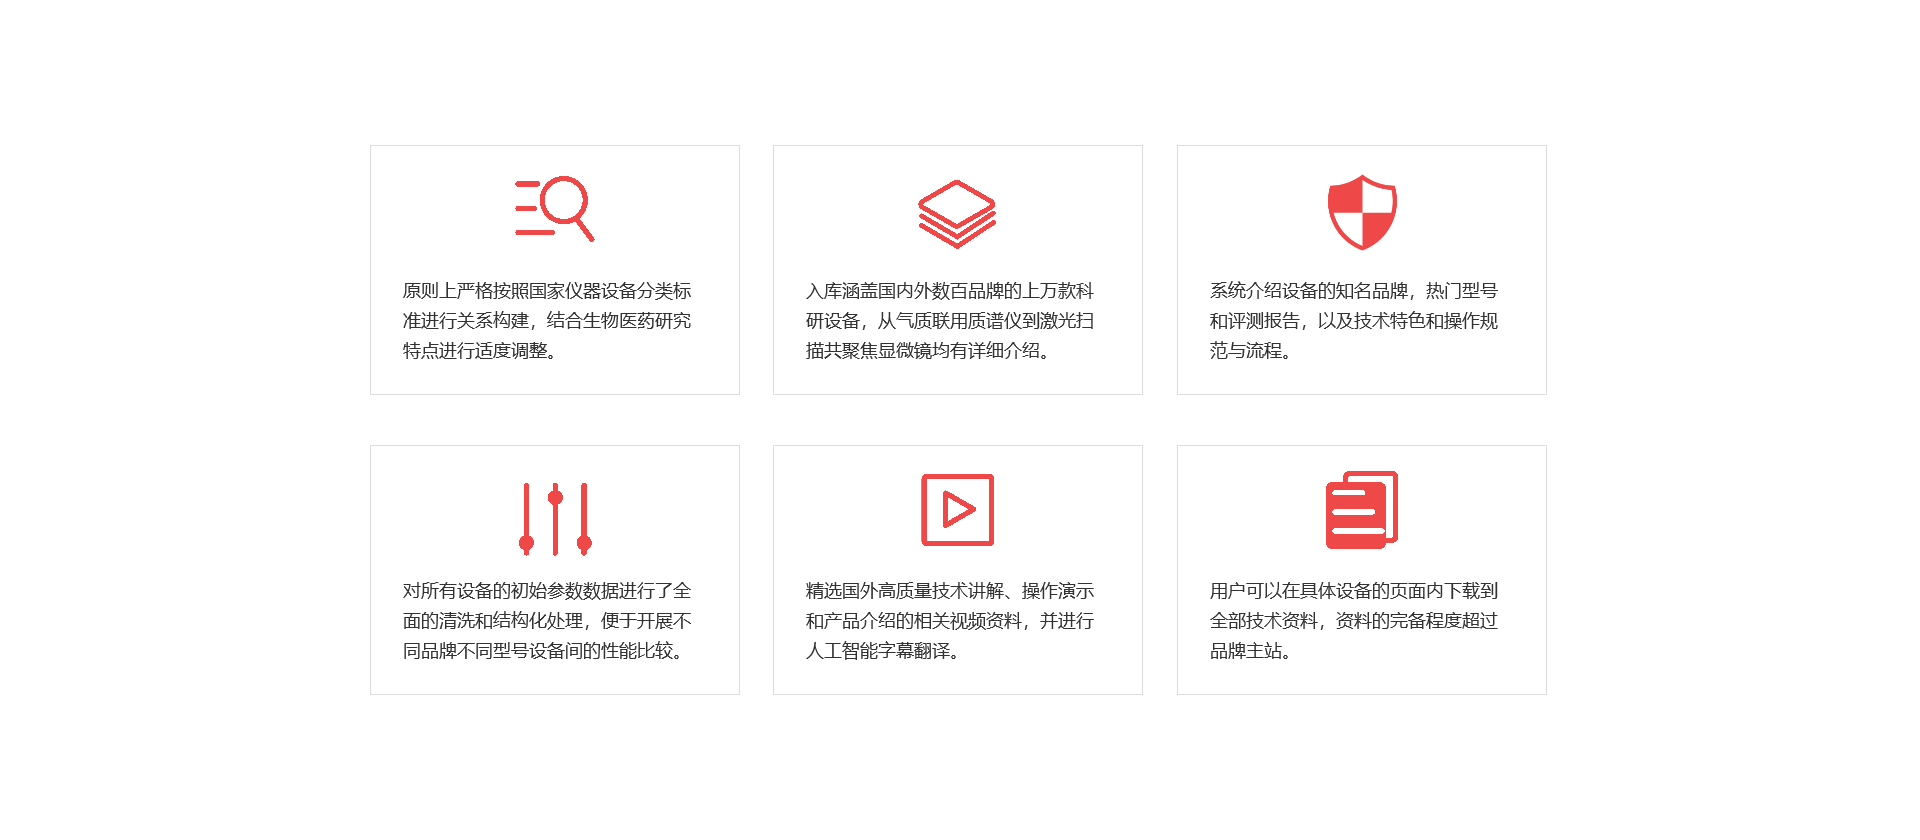 原则上严格按照国家仪器设备分类标
准进行关系构建，结合生物医药研究
特点进行适度调整。
入库涵盖国内外数百品牌的上万款科
研设备，从气质联用质谱仪到激光扫
描共聚焦显微镜均有详细介绍。
系统介绍设备的知名品牌，热门型号
和评测报告，以及技术特色和操作规
范与流程。
对所有设备的初始参数数据进行了全
面的清洗和结构化处理，便于开展不
同品牌不同型号设备间的性能比较。
精选国外高质量技术讲解、操作演示
和产品介绍的相关视频资料，并进行
人工智能字幕翻译。
用户可以在具体设备的页面内下载到
全部技术资料，资料的完备程度超过
品牌主站。